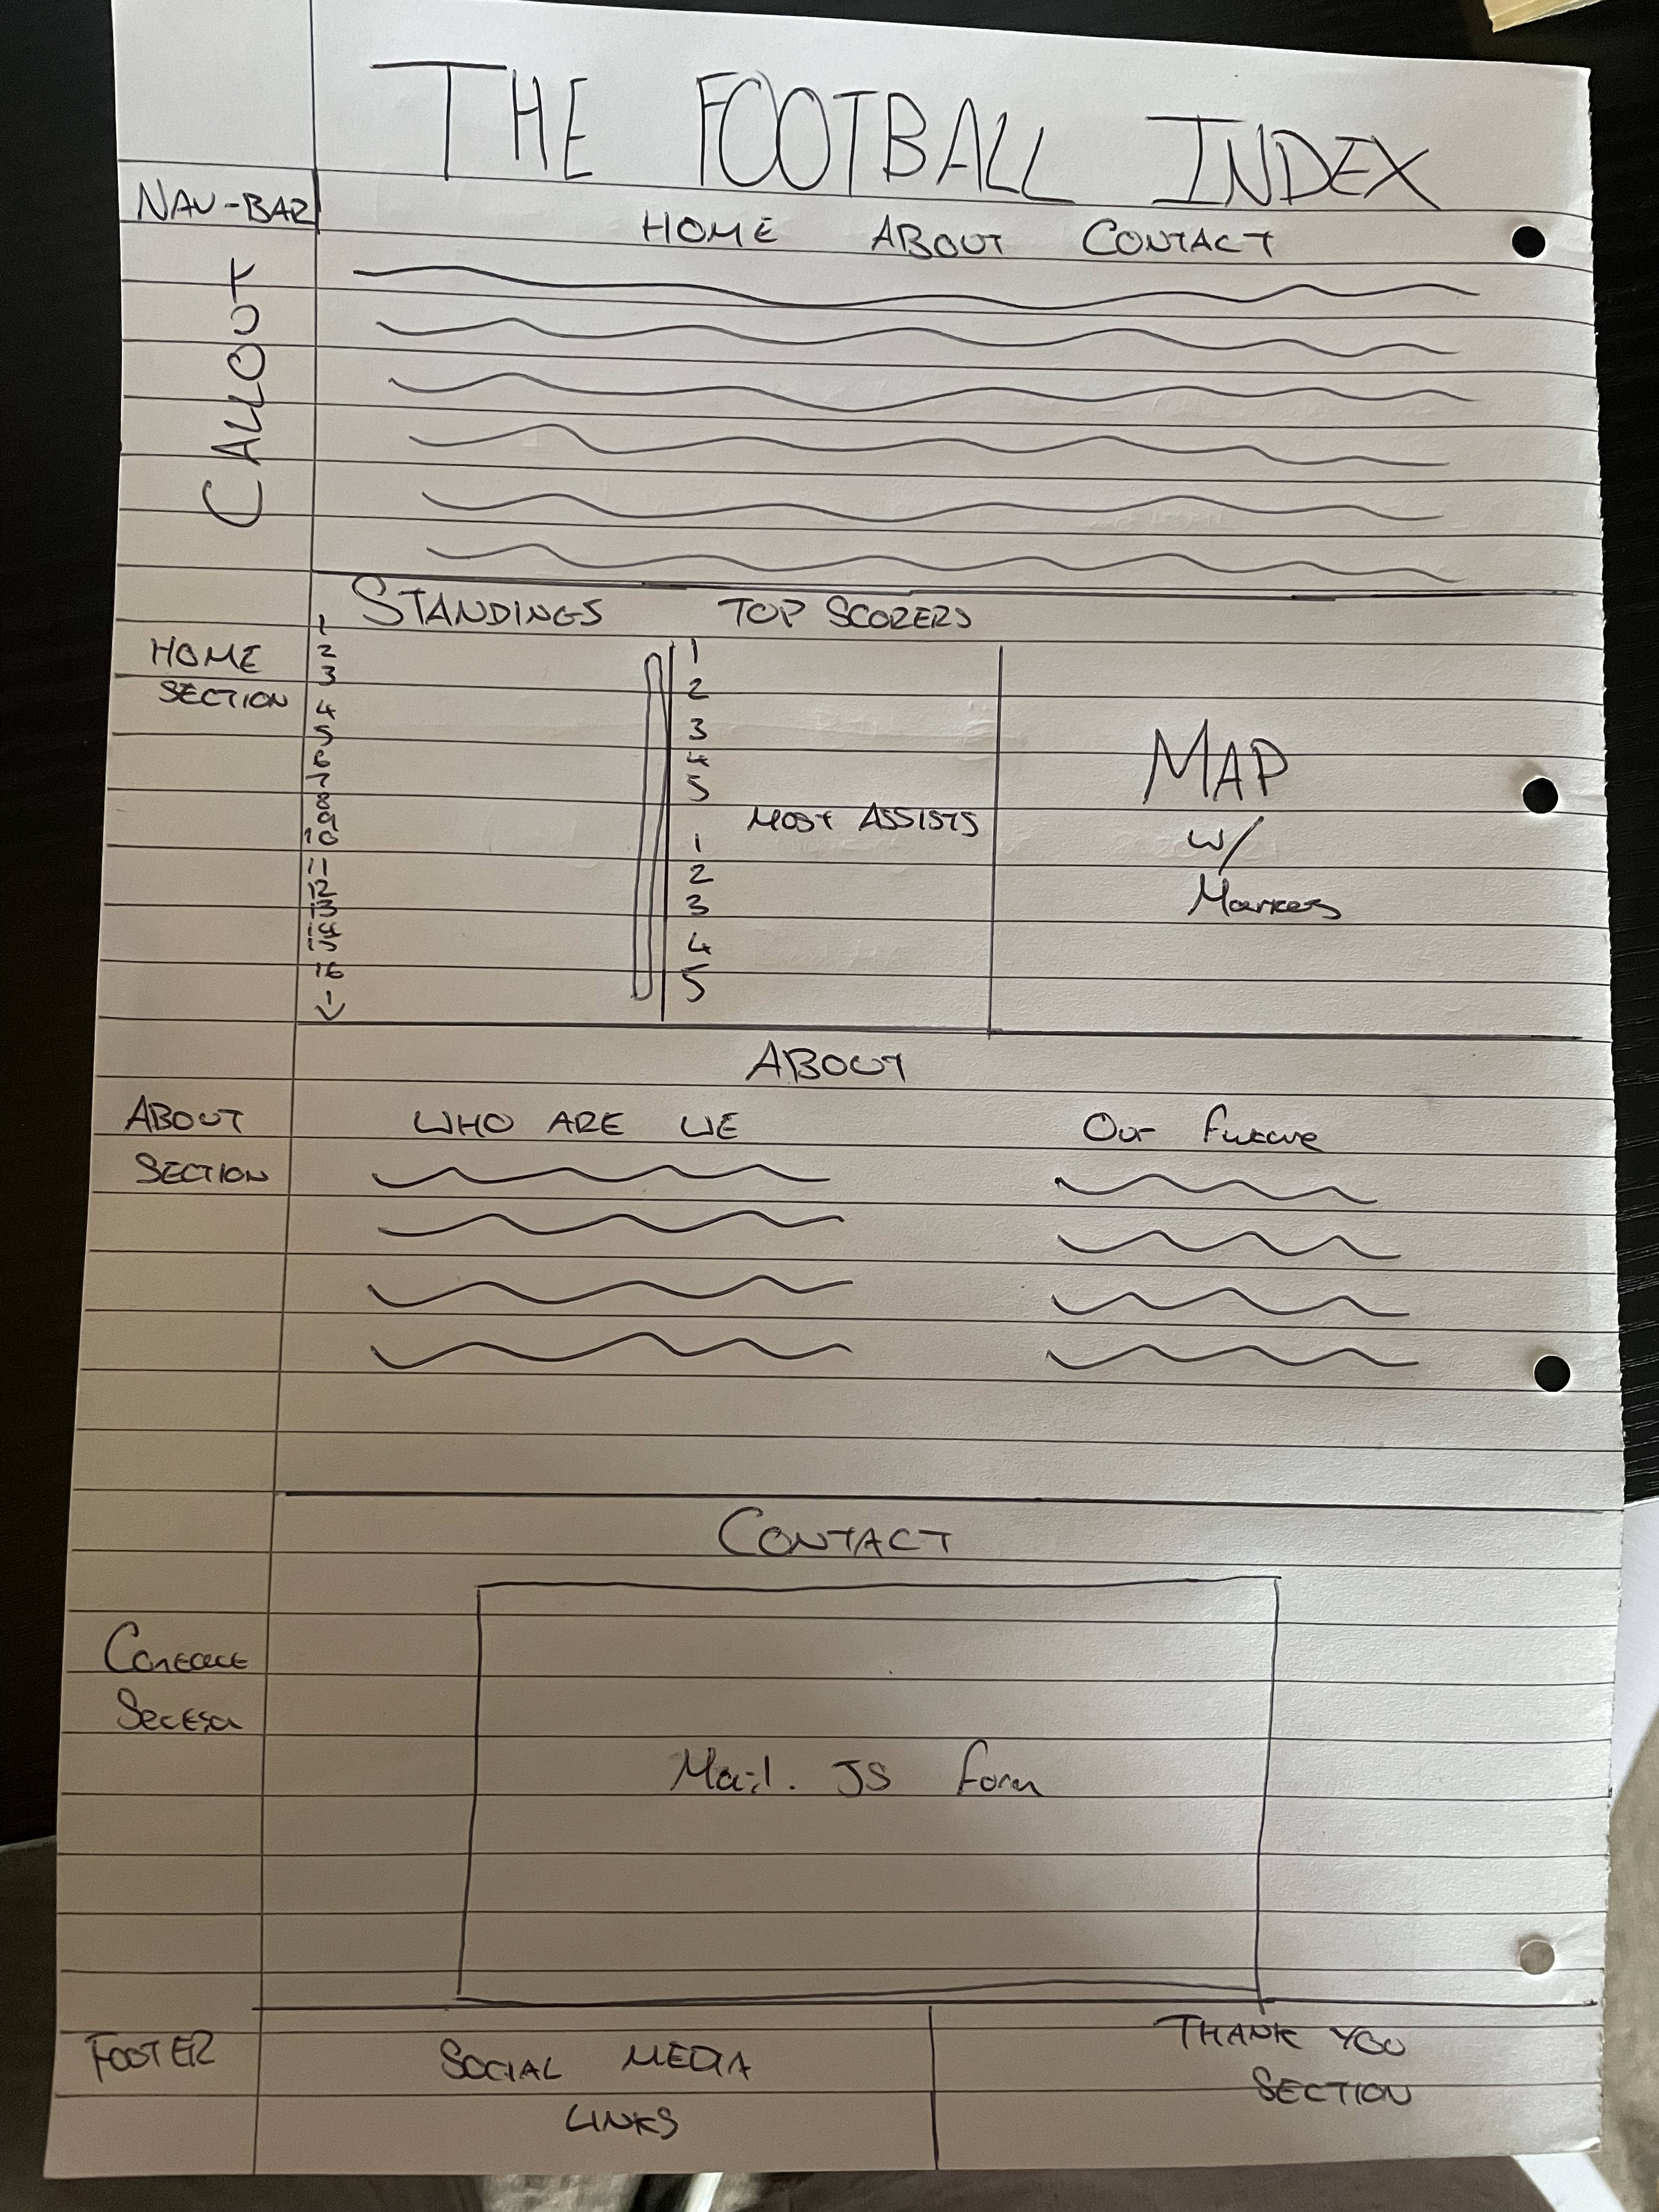 THE FOOTBALL INDEX
NAV-BAR
HOME ABOUT CONTACT
CALLOUT
STANDINGS
TOP SCORERS
HOME
SECTION
1
2
3
4
5
6
7
8
9
10
11
12
13
14
15
16
1
2
3
4
5
MOST ASSISTS
1
2
3
4
5
MAP
W/
Markers
ABOUT
ABOUT
SECTION
WHO ARE WE
Our Future
CONTACT
Contact
Section
Mail. JS form
FOOTER
SOCIAL MEDIA
LINKS
THANK YOU
SECTION